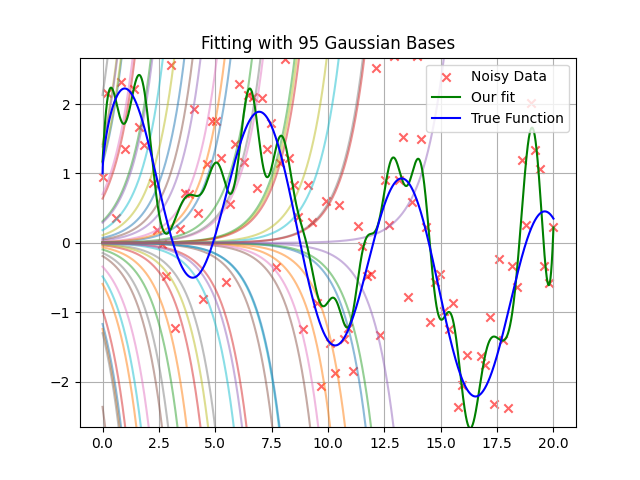 Fitting with 95 Gaussian Bases
Noisy Data
Our fit
True Function
2
1
0
−1
−2
0.0 2.5 5.0 7.5 10.0 12.5 15.0 17.5 20.0